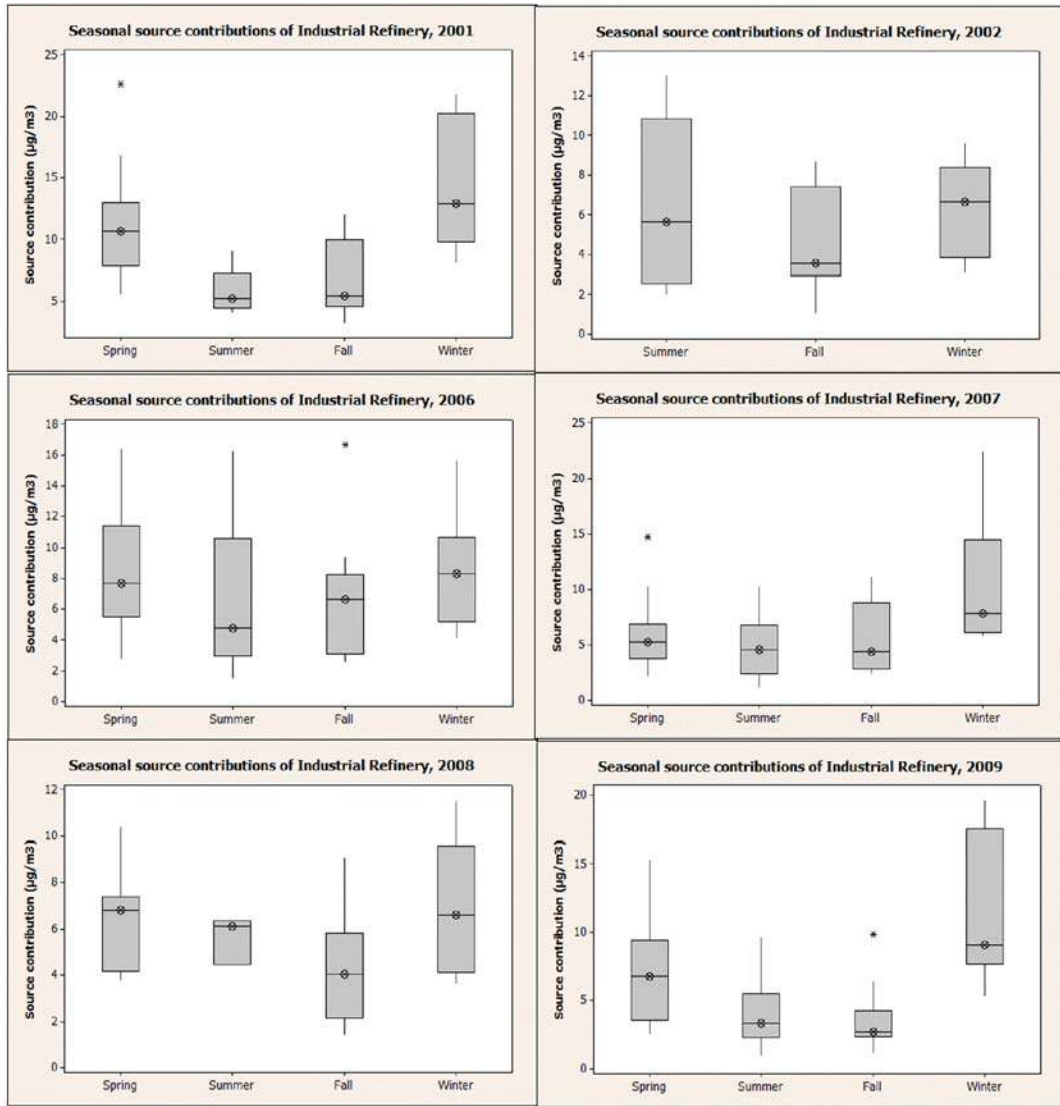 Seasonal source contributions of Industrial Refinery, 2001
Source contribution (µg/m3)
25
20
15
10
5
Spring Summer Fall Winter
Seasonal source contributions of Industrial Refinery, 2002
Source contribution (µg/m3)
14
12
10
8
6
4
2
0
Summer Fall Winter
Seasonal source contributions of Industrial Refinery, 2006
Source contribution (µg/m3)
18
16
14
12
10
8
6
4
2
0
Spring Summer Fall Winter
Seasonal source contributions of Industrial Refinery, 2007
Source contribution (µg/m3)
25
20
15
10
5
0
Spring Summer Fall Winter
Seasonal source contributions of Industrial Refinery, 2008
Source contribution (µg/m3)
12
10
8
6
4
2
0
Spring Summer Fall Winter
Seasonal source contributions of Industrial Refinery, 2009
Source contribution (µg/m3)
20
15
10
5
0
Spring Summer Fall Winter